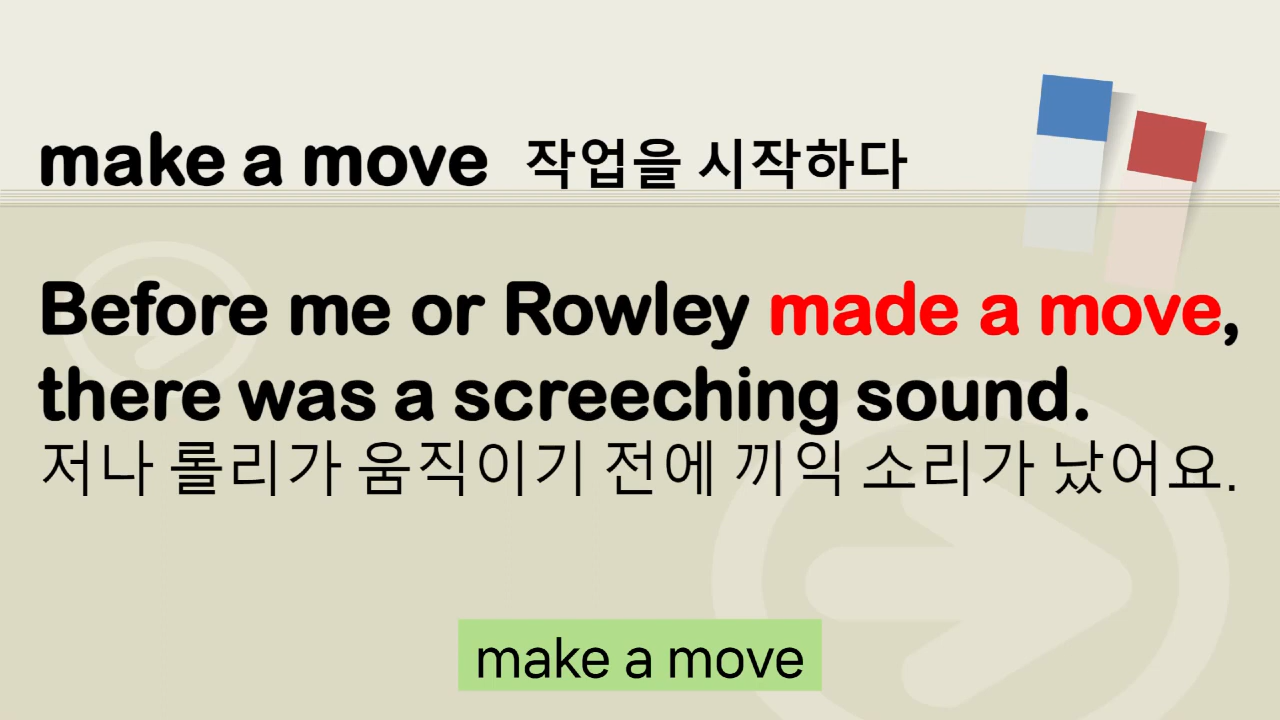 make a move 작업을 시작하다
Before me or Rowley made a move,
there was a screeching sound.
저나 롤리가 움직이기 전에 끼익 소리가 났어요.
make a move